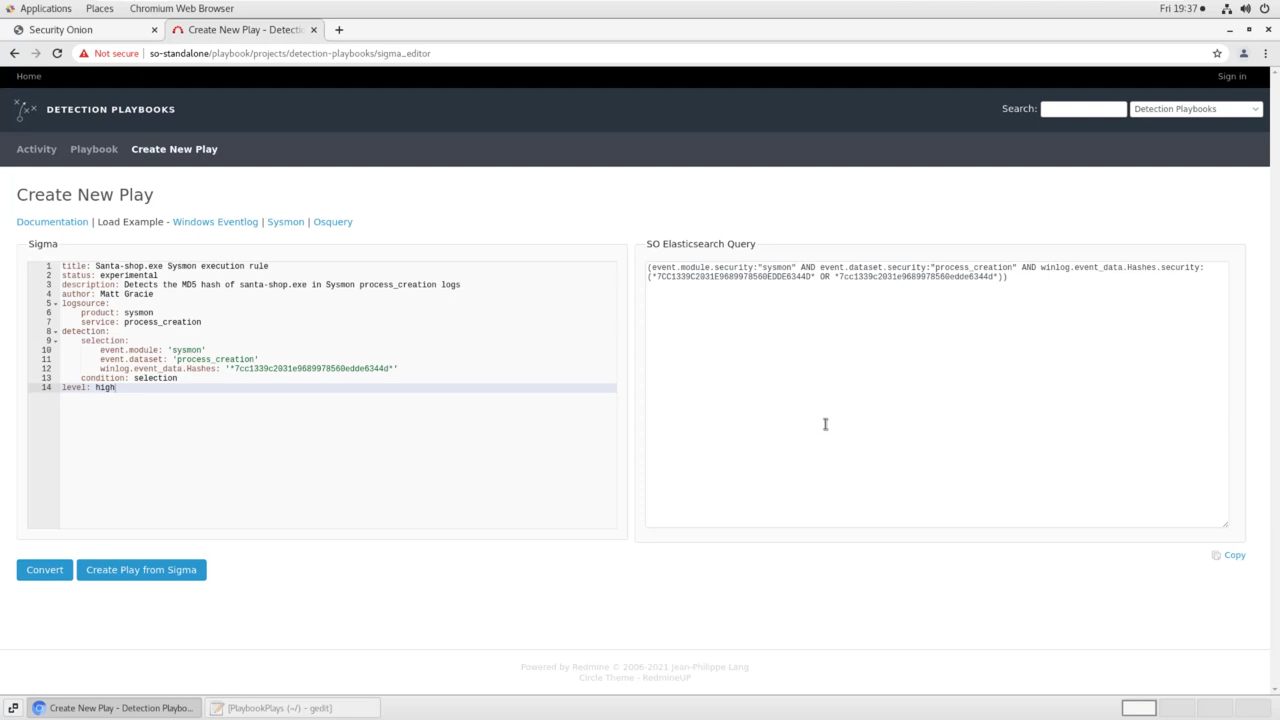 Applications Places Chromium Web Browser Fri 19:37
Security Onion × Create New Play - Detectio × +
Not secure so-standalone/playbook/projects/detection-playbooks/sigma_editor
Home Sign in
DETECTION PLAYBOOKS Search: Detection Playbooks
Activity Playbook Create New Play
Create New Play
Documentation | Load Example - Windows Eventlog | Sysmon | Osquery
Sigma
1 title: Santa-shop.exe Sysmon execution rule
2 status: experimental
3 description: Detects the MD5 hash of santa-shop.exe in Sysmon process_creation logs
4 author: Matt Gracie
5 logsource:
6 product: sysmon
7 service: process_creation
8 detection:
9 selection:
10 event.module: 'sysmon'
11 event.dataset: 'process_creation'
12 winlog.event_data.Hashes: '*7cc1339c2031e9689978560edde6344d*'
13 condition: selection
14 level: high
SO Elasticsearch Query
(event.module.security:"sysmon" AND event.dataset.security:"process_creation" AND winlog.event_data.Hashes.security:
(*7CC1339C2031E9689978560EDDE6344D* OR *7cc1339c2031e9689978560edde6344d*))
Copy
Convert Create Play from Sigma
Powered by Redmine © 2006-2021 Jean-Philippe Lang
Circle Theme - RedmineUP
Create New Play - Detection Playbo... [PlaybookPlays (~/) - gedit]